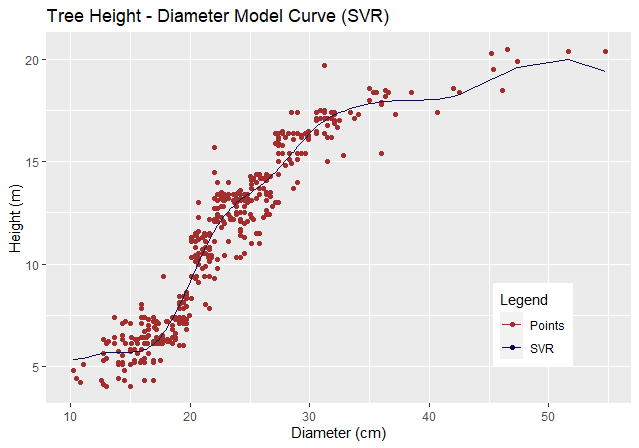 Tree Height - Diameter Model Curve (SVR)
20
15
10
5
Height (m)
10 20 30 40 50
Diameter (cm)
Legend
Points
SVR